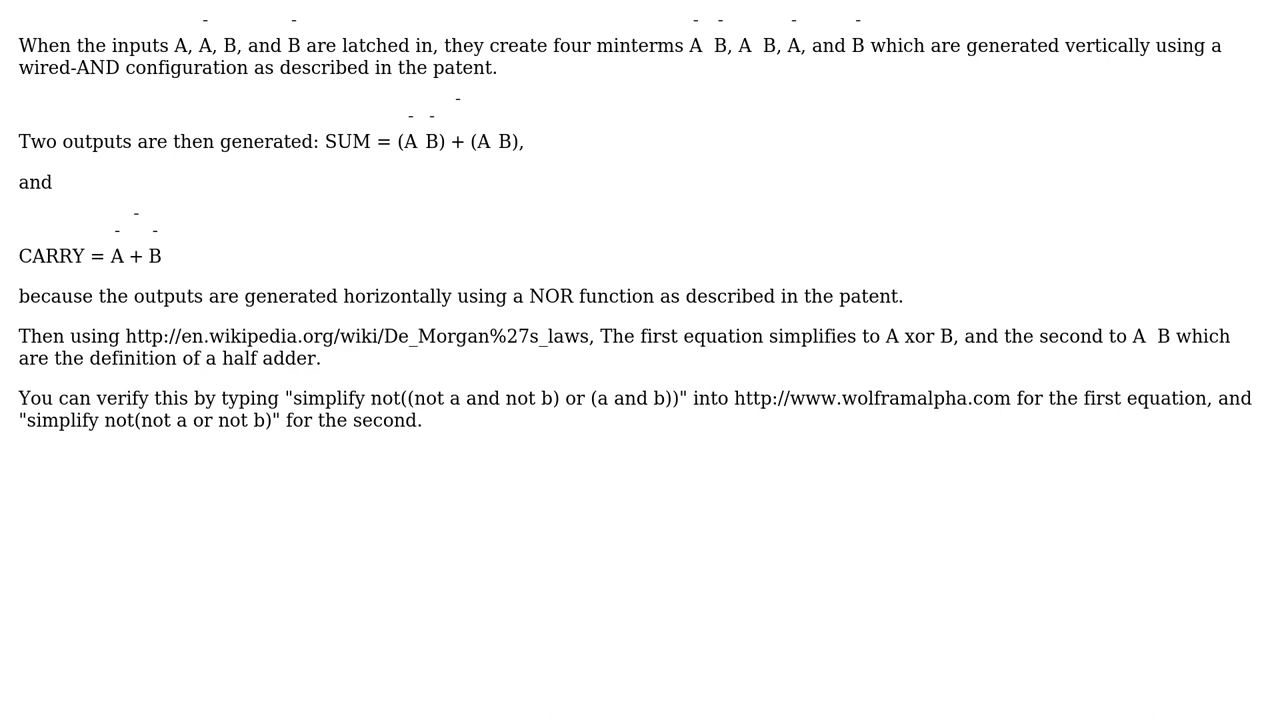 -   -   -   -   -   -
When the inputs A, A, B, and B are latched in, they create four minterms A  B, A  B, A, and B which are generated vertically using a
wired-AND configuration as described in the patent.
-
-   -
Two outputs are then generated: SUM = (A  B) + (A  B),
and
-
-   -
CARRY = A + B
because the outputs are generated horizontally using a NOR function as described in the patent.
Then using http://en.wikipedia.org/wiki/De_Morgan%27s_laws, The first equation simplifies to A xor B, and the second to A  B which
are the definition of a half adder.
You can verify this by typing "simplify not((not a and not b) or (a and b))" into http://www.wolframalpha.com for the first equation, and
"simplify not(not a or not b)" for the second.